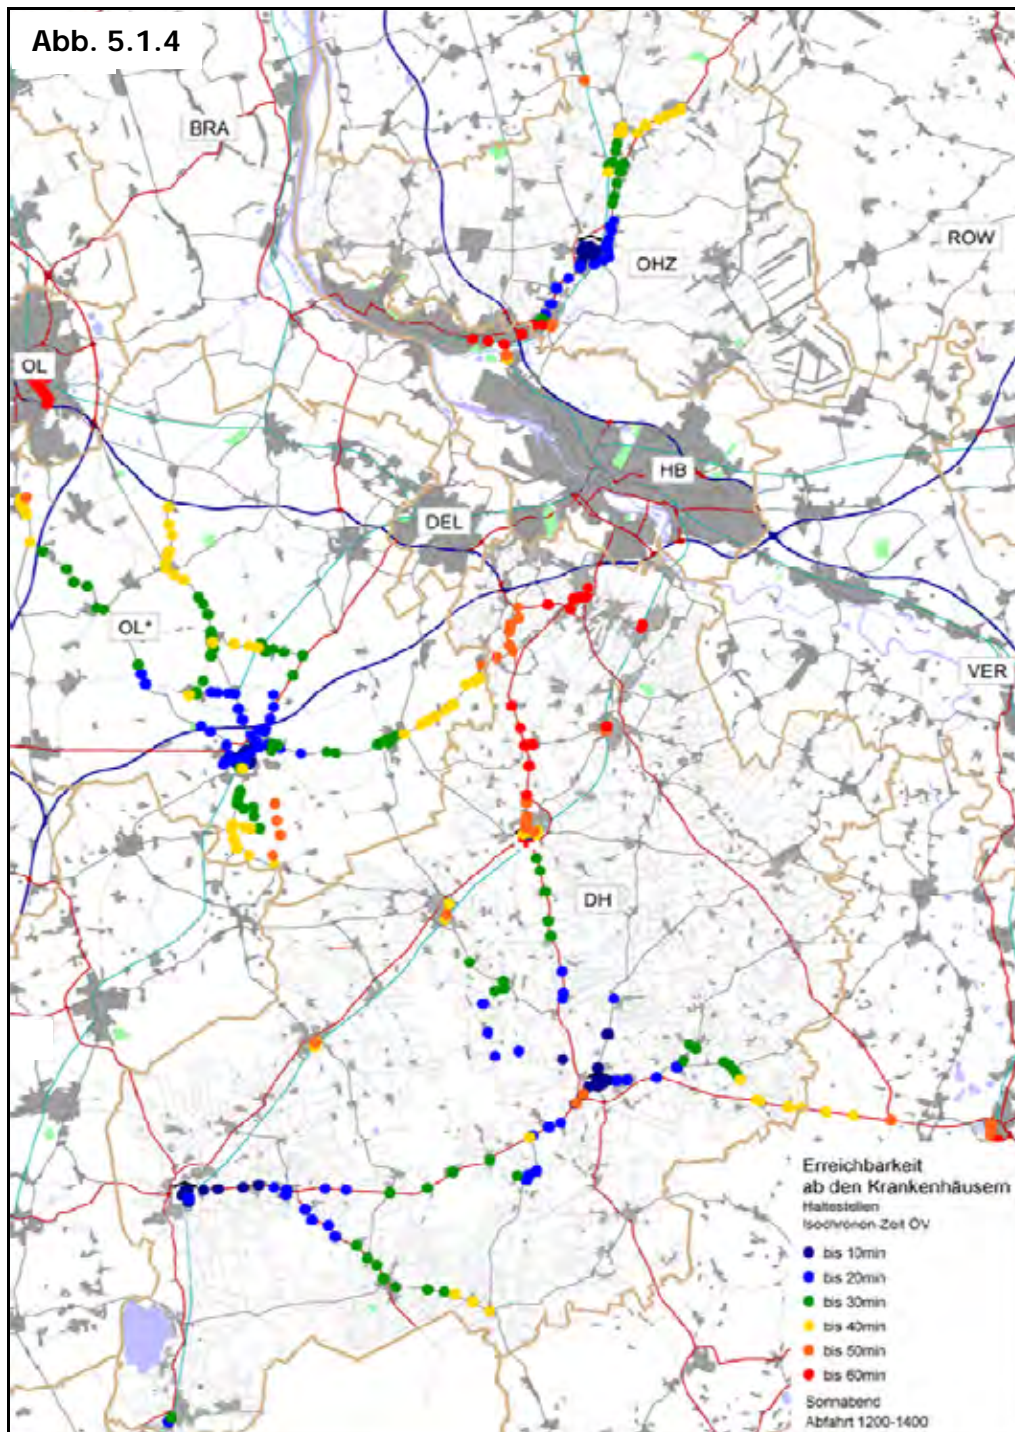 Abb. 5.1.4
BRA
ROW
OHZ
OL
HB
DEL
OL*
VER
DH
Erreichbarkeit
ab den Krankenhäusern
Haltestellen
Isochronen-Zeit ÖV
bis 10min
bis 20min
bis 30min
bis 40min
bis 50min
bis 60min
Sonnabend
Abfahrt 1200-1400